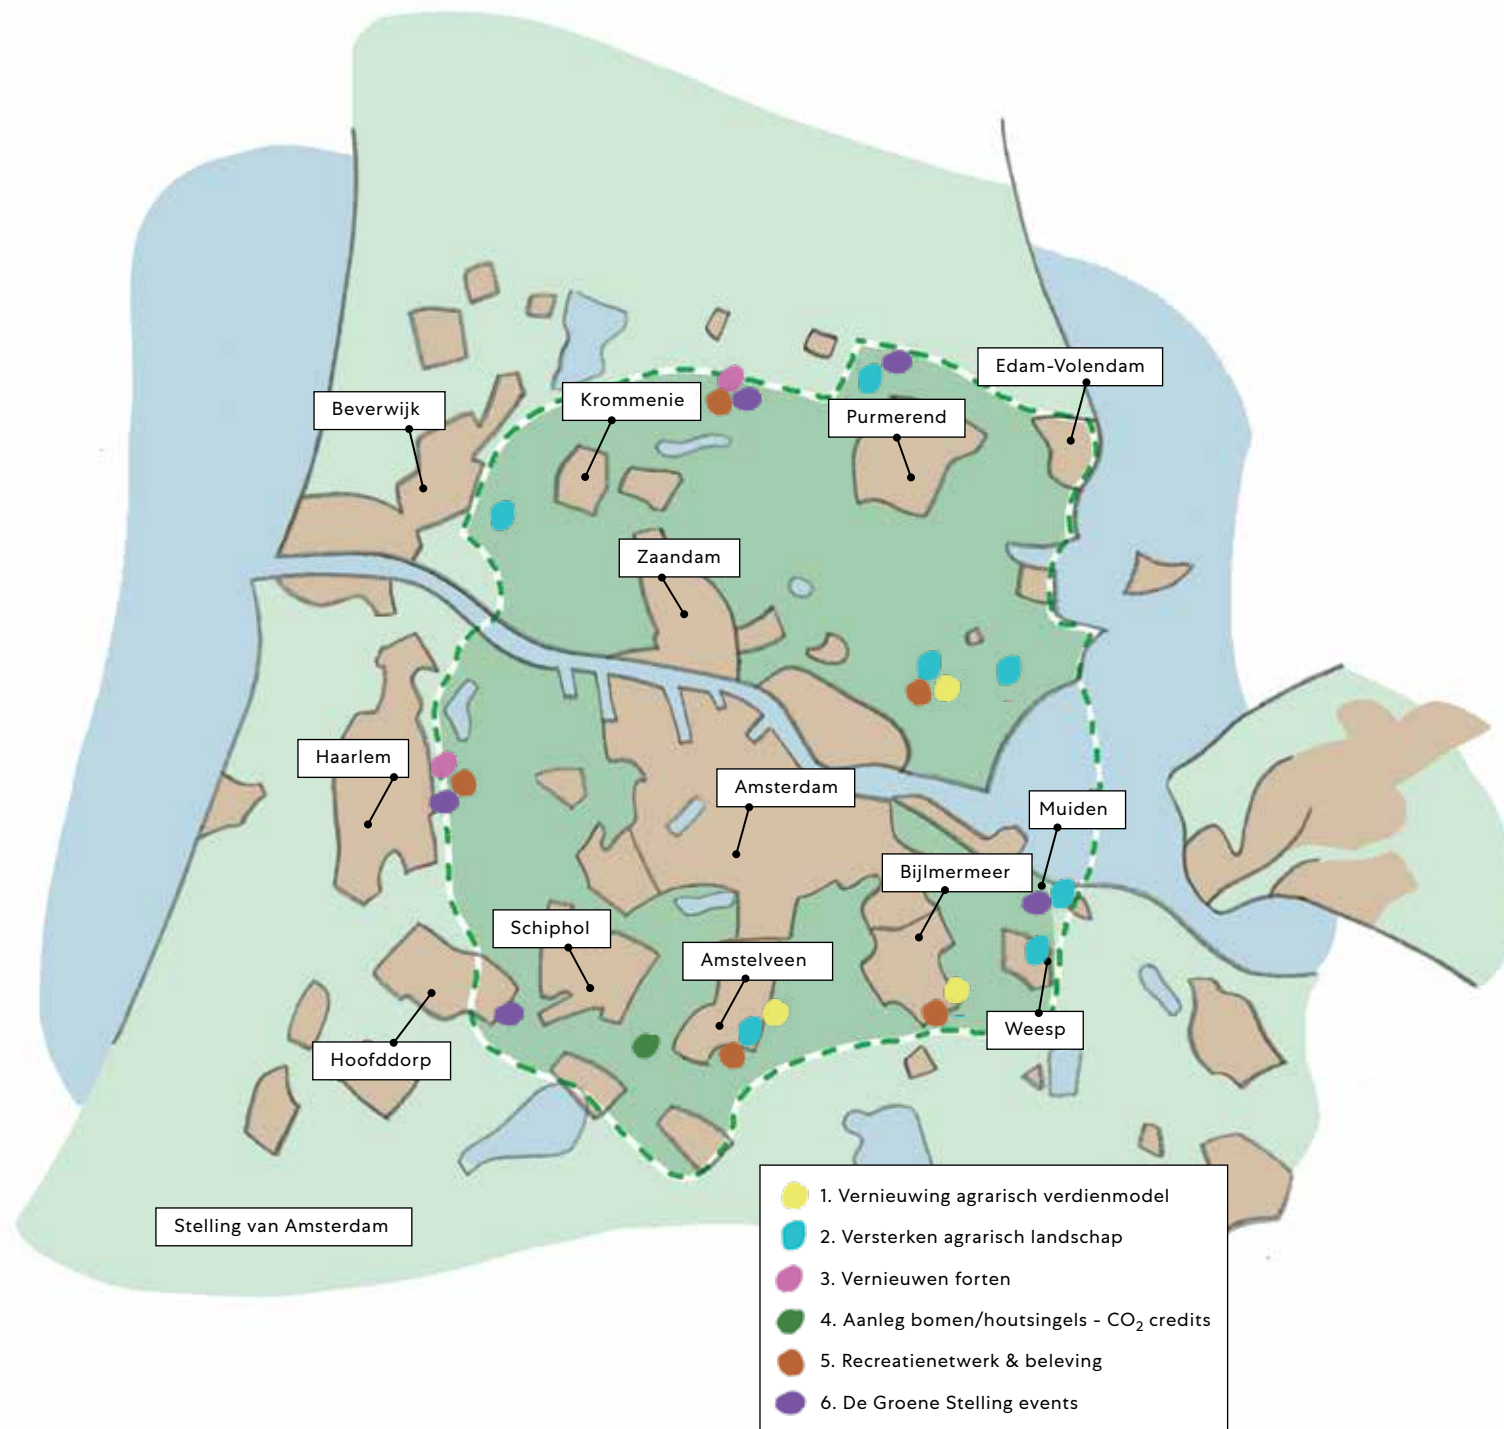 Edam-Volendam
Beverwijk
Krommenie
Purmerend
Zaandam
Haarlem
Amsterdam
Muiden
Bijlmermeer
Schiphol
Amstelveen
Weesp
Hoofddorp
Stelling van Amsterdam
1. Vernieuwing agrarisch verdienmodel
2. Versterken agrarisch landschap
3. Vernieuwen forten
4. Aanleg bomen/houtsingels - CO₂ credits
5. Recreatienetwerk & beleving
6. De Groene Stelling events